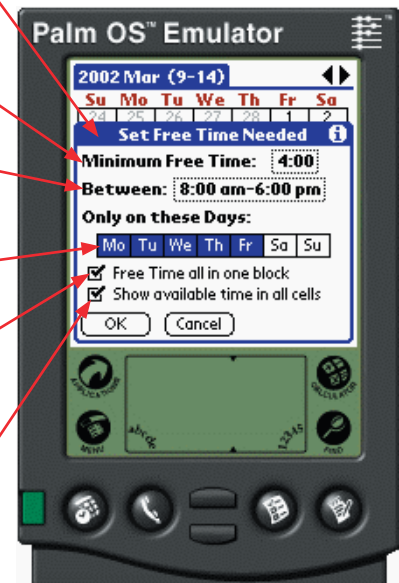 Palm OS™ Emulator
2002 Mar (9-14)
Su Mo Tu We Th Fr Sa
24 25 26 27 28 1 2
Set Free Time Needed i
Minimum Free Time: 4:00
Between: 8:00 am-6:00 pm
Only on these Days:
Mo Tu We Th Fr Sa Su
Free Time all in one block
Show available time in all cells
OK Cancel
APPLICATIONS
CALCULATOR
MENU
abcde
12345
FIND